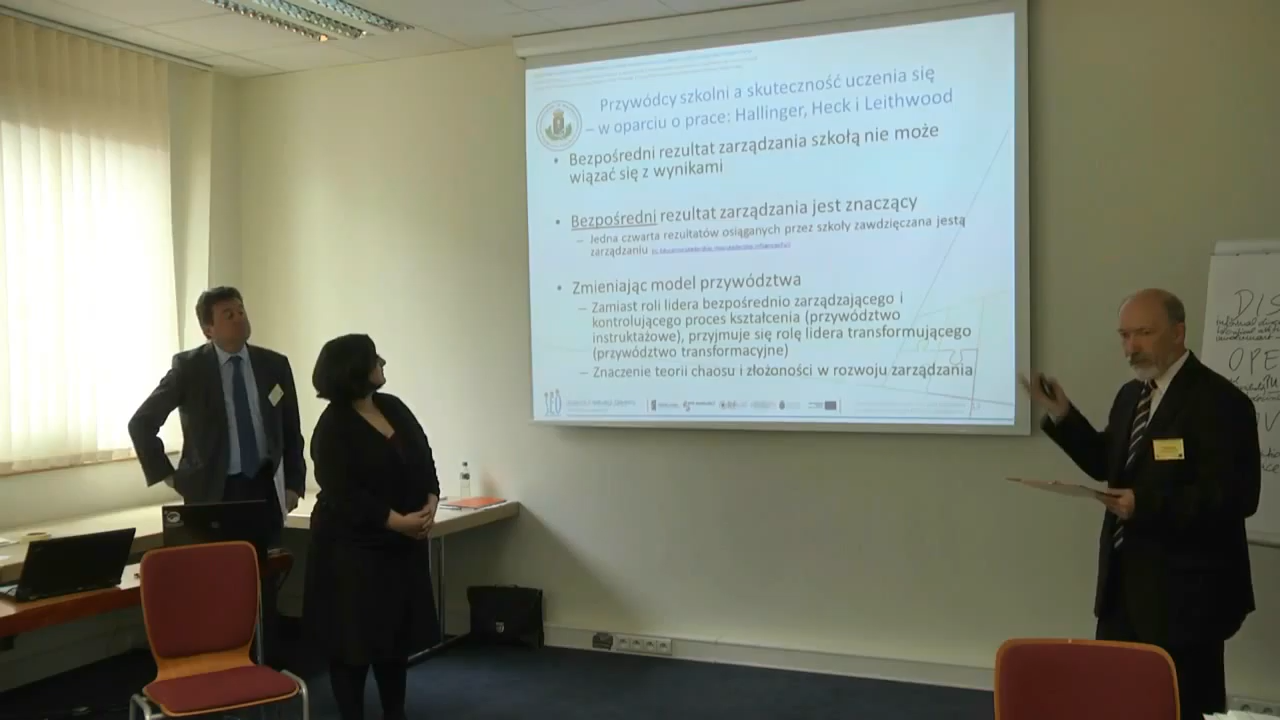 Przywódcy szkolni a skuteczność uczenia się
– w oparciu o prace: Hallinger, Heck i Leithwood
• Bezpośredni rezultat zarządzania szkołą nie może
wiązać się z wynikami
• Bezpośredni rezultat zarządzania jest znaczący
– Jedna czwarta rezultatów osiąganych przez szkoły zawdzięczana jestą
zarządzaniu
• Zmieniając model przywództwa
– Zamiast roli lidera bezpośrednio zarządzającego i
kontrolującego proces kształcenia (przywództwo
instruktażowe), przyjmuje się rolę lidera transformującego
(przywództwo transformacyjne)
– Znaczenie teorii chaosu i złożoności w rozwoju zarządzania
DIS
OPE